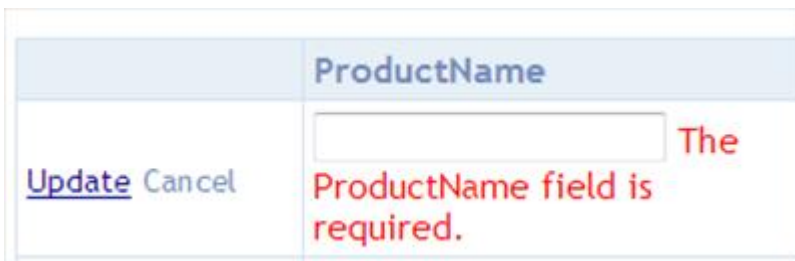 ProductName
The
Update Cancel
ProductName field is
required.